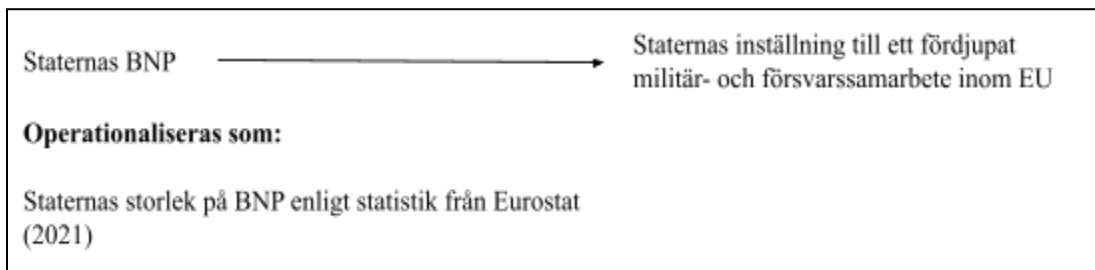 Staternas BNP
Staternas inställning till ett fördjupat
militär- och försvarssamarbete inom EU
Operationaliseras som:
Staternas storlek på BNP enligt statistik från Eurostat
(2021)